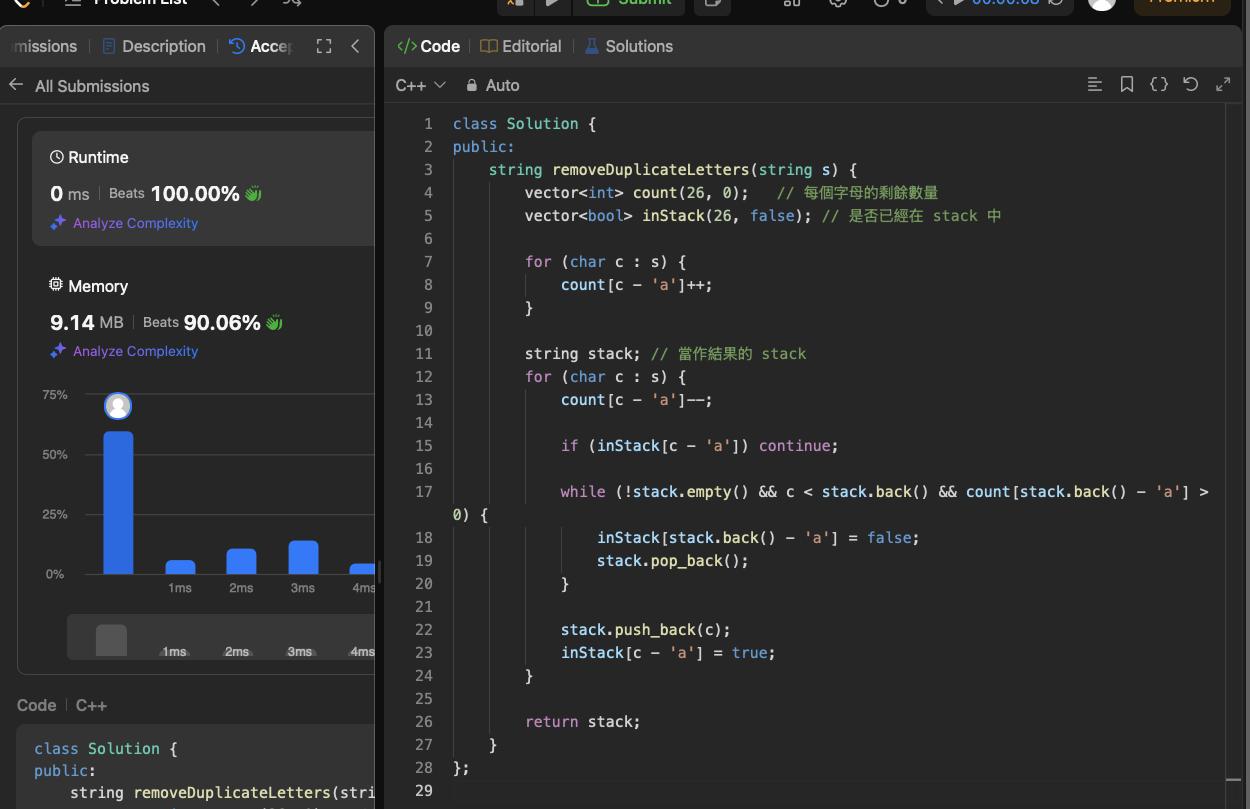 Problem List
Submit
00:00:08
Premium
missions
Description
All Submissions
Runtime
0 ms
Beats 100.00%
Analyze Complexity
Memory
9.14 MB
Beats 90.06%
Analyze Complexity
75%
50%
25%
0%
1ms 2ms 3ms 4ms
1ms 2ms 3ms 4ms
Code
C++
class Solution {
public:
string removeDuplicateLetters(stri
Code
Editorial
Solutions
C++
Auto
1 class Solution {
2 public:
3 string removeDuplicateLetters(string s) {
4 vector<int> count(26, 0); // 每個字母的剩餘數量
5 vector<bool> inStack(26, false); // 是否已經在 stack 中
6
7 for (char c : s) {
8 count[c - 'a']++;
9 }
10
11 string stack; // 當作結果的 stack
12 for (char c : s) {
13 count[c - 'a']--;
14
15 if (inStack[c - 'a']) continue;
16
17 while (!stack.empty() && c < stack.back() && count[stack.back() - 'a'] >
0) {
18 inStack[stack.back() - 'a'] = false;
19 stack.pop_back();
20 }
21
22 stack.push_back(c);
23 inStack[c - 'a'] = true;
24 }
25
26 return stack;
27 }
28 };
29